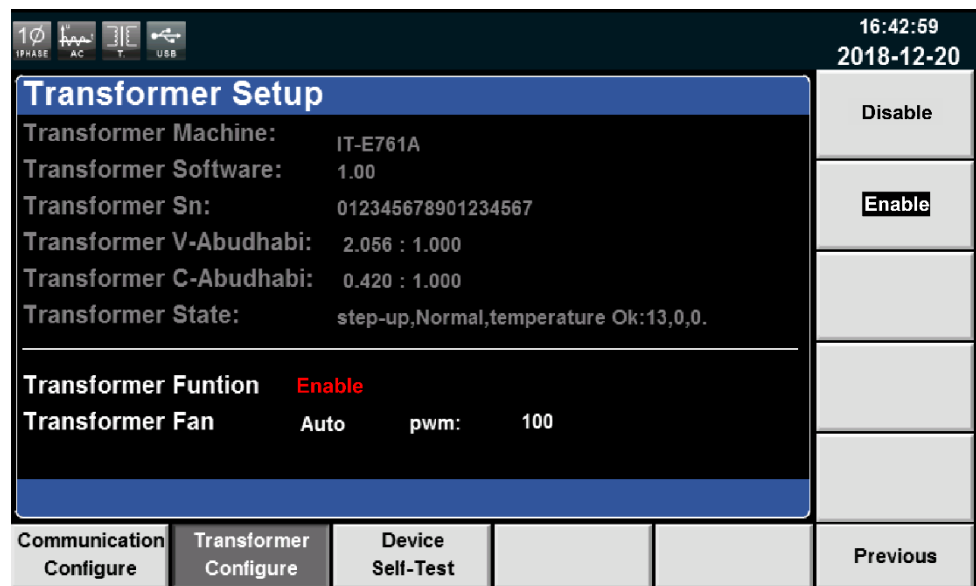 1Ø
1PHASE
AC
T.
USB
16:42:59
2018-12-20
Transformer Setup
Transformer Machine: IT-E761A
Transformer Software: 1.00
Transformer Sn: 012345678901234567
Transformer V-Abudhabi: 2.056 : 1.000
Transformer C-Abudhabi: 0.420 : 1.000
Transformer State: step-up,Normal,temperature Ok:13,0,0.
Transformer Funtion Enable
Transformer Fan Auto pwm: 100
Disable
Enable
Communication
Configure
Transformer
Configure
Device
Self-Test
Previous